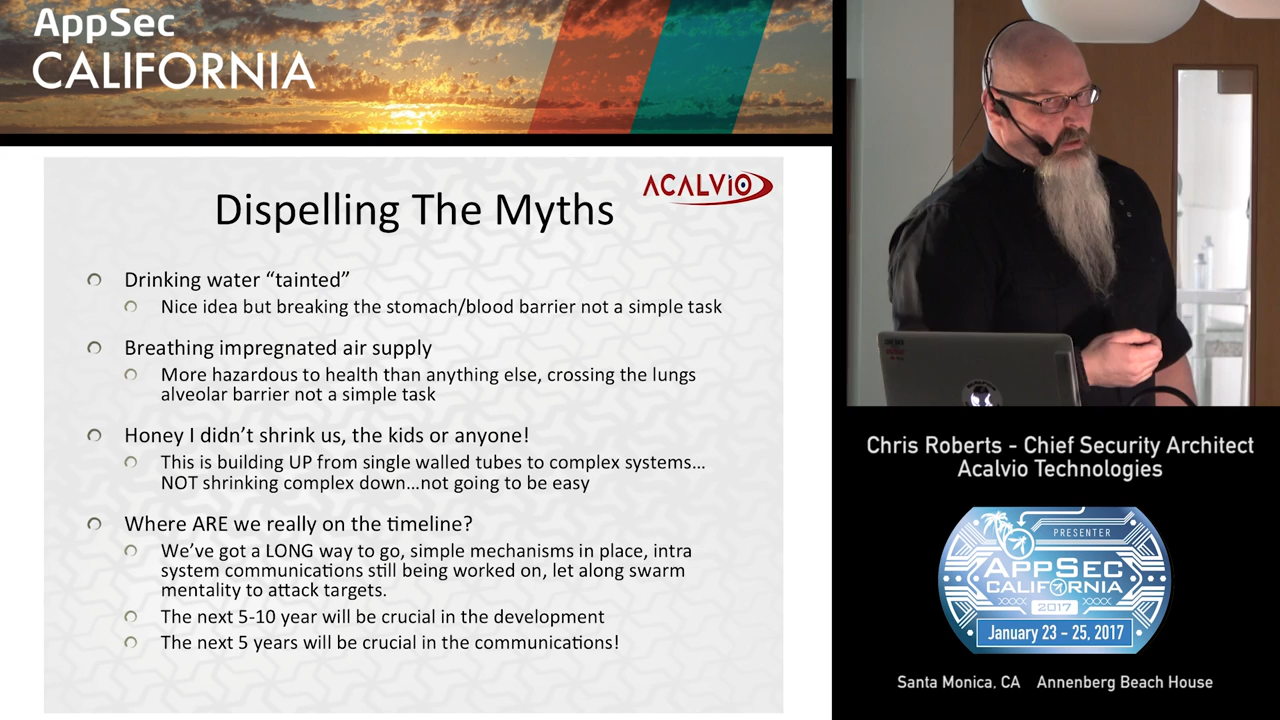 AppSec
CALIFORNIA
ACALVIO
Dispelling The Myths
Drinking water “tainted”
Nice idea but breaking the stomach/blood barrier not a simple task
Breathing impregnated air supply
More hazardous to health than anything else, crossing the lungs
alveolar barrier not a simple task
Honey I didn’t shrink us, the kids or anyone!
This is building UP from single walled tubes to complex systems…
NOT shrinking complex down…not going to be easy
Where ARE we really on the timeline?
We’ve got a LONG way to go, simple mechanisms in place, intra
system communications still being worked on, let along swarm
mentality to attack targets.
The next 5-10 year will be crucial in the development
The next 5 years will be crucial in the communications!
Chris Roberts - Chief Security Architect
Acalvio Technologies
PRESENTER
APPSEC
CALIFORNIA
2017
January 23 - 25, 2017
Santa Monica, CA Annenberg Beach House